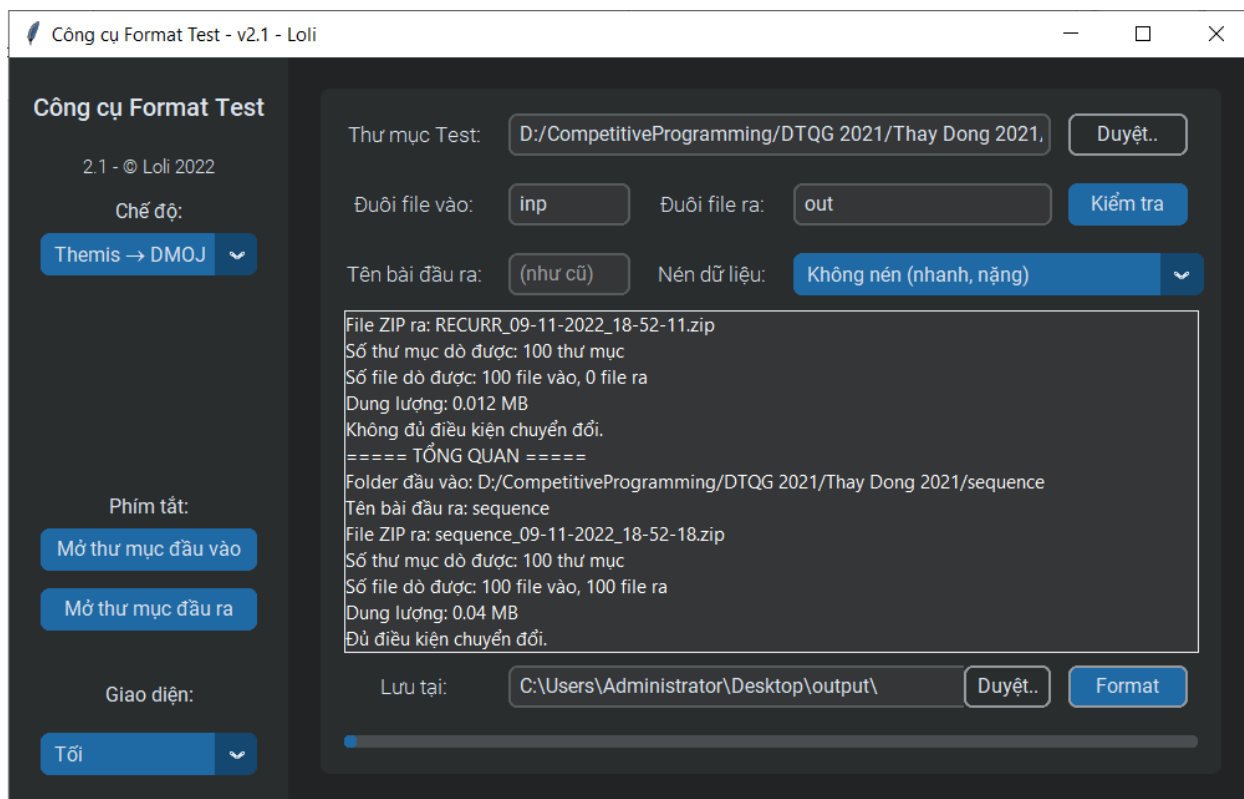 Công cụ Format Test - v2.1 - Loli
Công cụ Format Test
2.1 - © Loli 2022
Chế độ:
Themis → DMOJ
Phím tắt:
Mở thư mục đầu vào
Mở thư mục đầu ra
Giao diện:
Tối
Thư mục Test: D:/CompetitiveProgramming/DTQG 2021/Thay Dong 2021, Duyệt..
Đuôi file vào: inp Đuôi file ra: out Kiểm tra
Tên bài đầu ra: (như cũ) Nén dữ liệu: Không nén (nhanh, nặng)
File ZIP ra: RECURR_09-11-2022_18-52-11.zip
Số thư mục dò được: 100 thư mục
Số file dò được: 100 file vào, 0 file ra
Dung lượng: 0.012 MB
Không đủ điều kiện chuyển đổi.
===== TỔNG QUAN =====
Folder đầu vào: D:/CompetitiveProgramming/DTQG 2021/Thay Dong 2021/sequence
Tên bài đầu ra: sequence
File ZIP ra: sequence_09-11-2022_18-52-18.zip
Số thư mục dò được: 100 thư mục
Số file dò được: 100 file vào, 100 file ra
Dung lượng: 0.04 MB
Đủ điều kiện chuyển đổi.
Lưu tại: C:\Users\Administrator\Desktop\output\ Duyệt.. Format